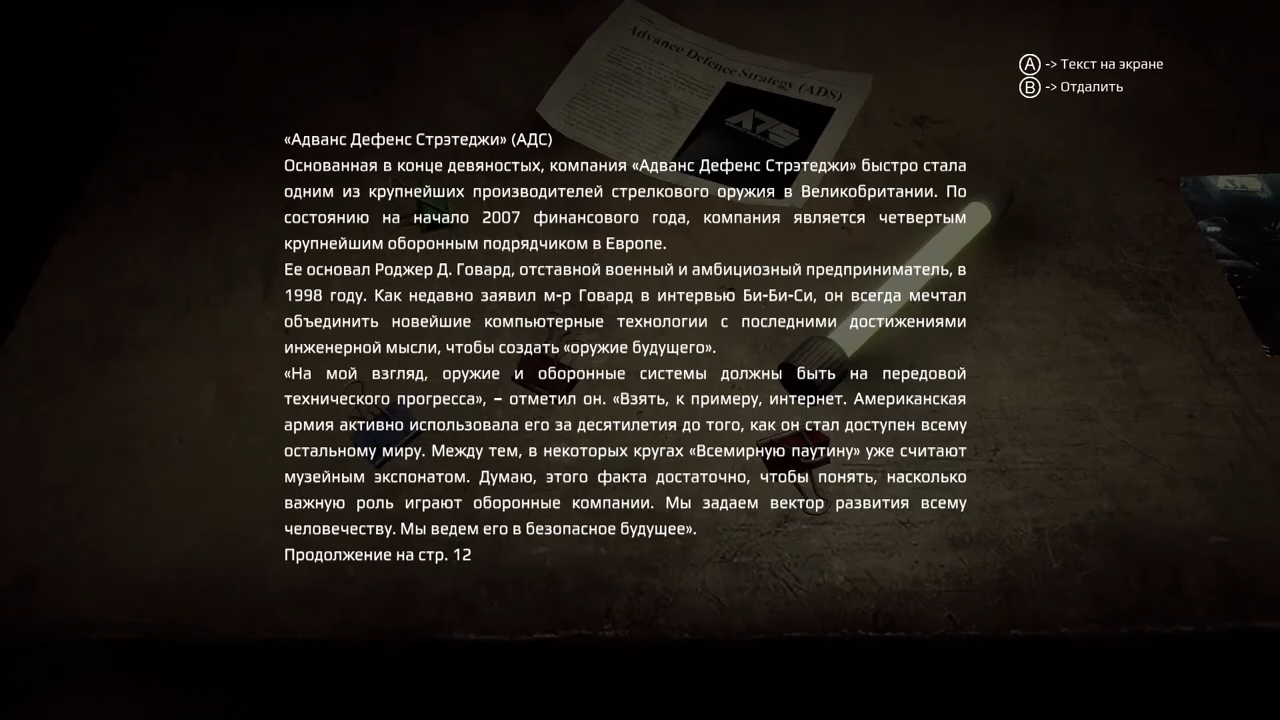 Advance Defence Strategy (ADS)
Ⓐ -> Текст на экране
Ⓑ -> Отдалить
«Адванс Дефенс Стрэтеджи» (АДС)
Основанная в конце девяностых, компания «Адванс Дефенс Стрэтеджи» быстро стала
одним из крупнейших производителей стрелкового оружия в Великобритании. По
состоянию на начало 2007 финансового года, компания является четвертым
крупнейшим оборонным подрядчиком в Европе.
Ее основал Роджер Д. Говард, отставной военный и амбициозный предприниматель, в
1998 году. Как недавно заявил м-р Говард в интервью Би-Би-Си, он всегда мечтал
объединить новейшие компьютерные технологии с последними достижениями
инженерной мысли, чтобы создать «оружие будущего».
«На мой взгляд, оружие и оборонные системы должны быть на передовой
технического прогресса», – отметил он. «Взять, к примеру, интернет. Американская
армия активно использовала его за десятилетия до того, как он стал доступен всему
остальному миру. Между тем, в некоторых кругах «Всемирную паутину» уже считают
музейным экспонатом. Думаю, этого факта достаточно, чтобы понять, насколько
важную роль играют оборонные компании. Мы задаем вектор развития всему
человечеству. Мы ведем его в безопасное будущее».
Продолжение на стр. 12